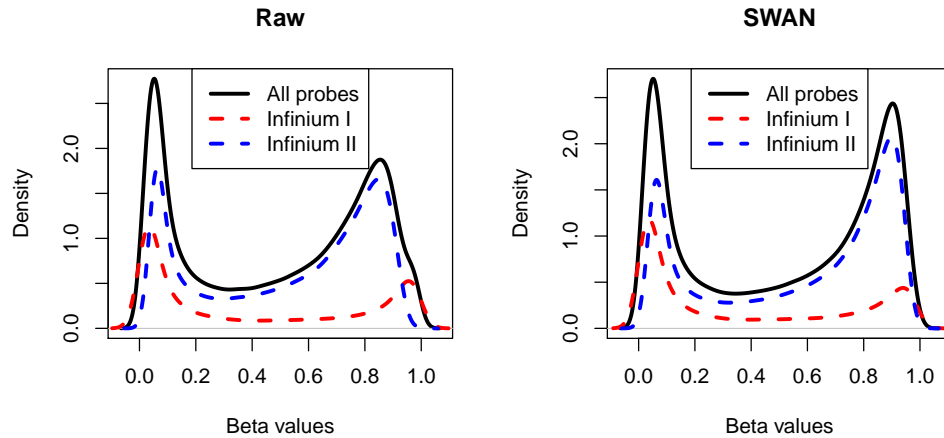 Raw
SWAN
All probes
Infinium I
Infinium II
All probes
Infinium I
Infinium II
Density
0.0
1.0
2.0
Density
0.0
1.0
2.0
0.0 0.2 0.4 0.6 0.8 1.0
0.0 0.2 0.4 0.6 0.8 1.0
Beta values
Beta values